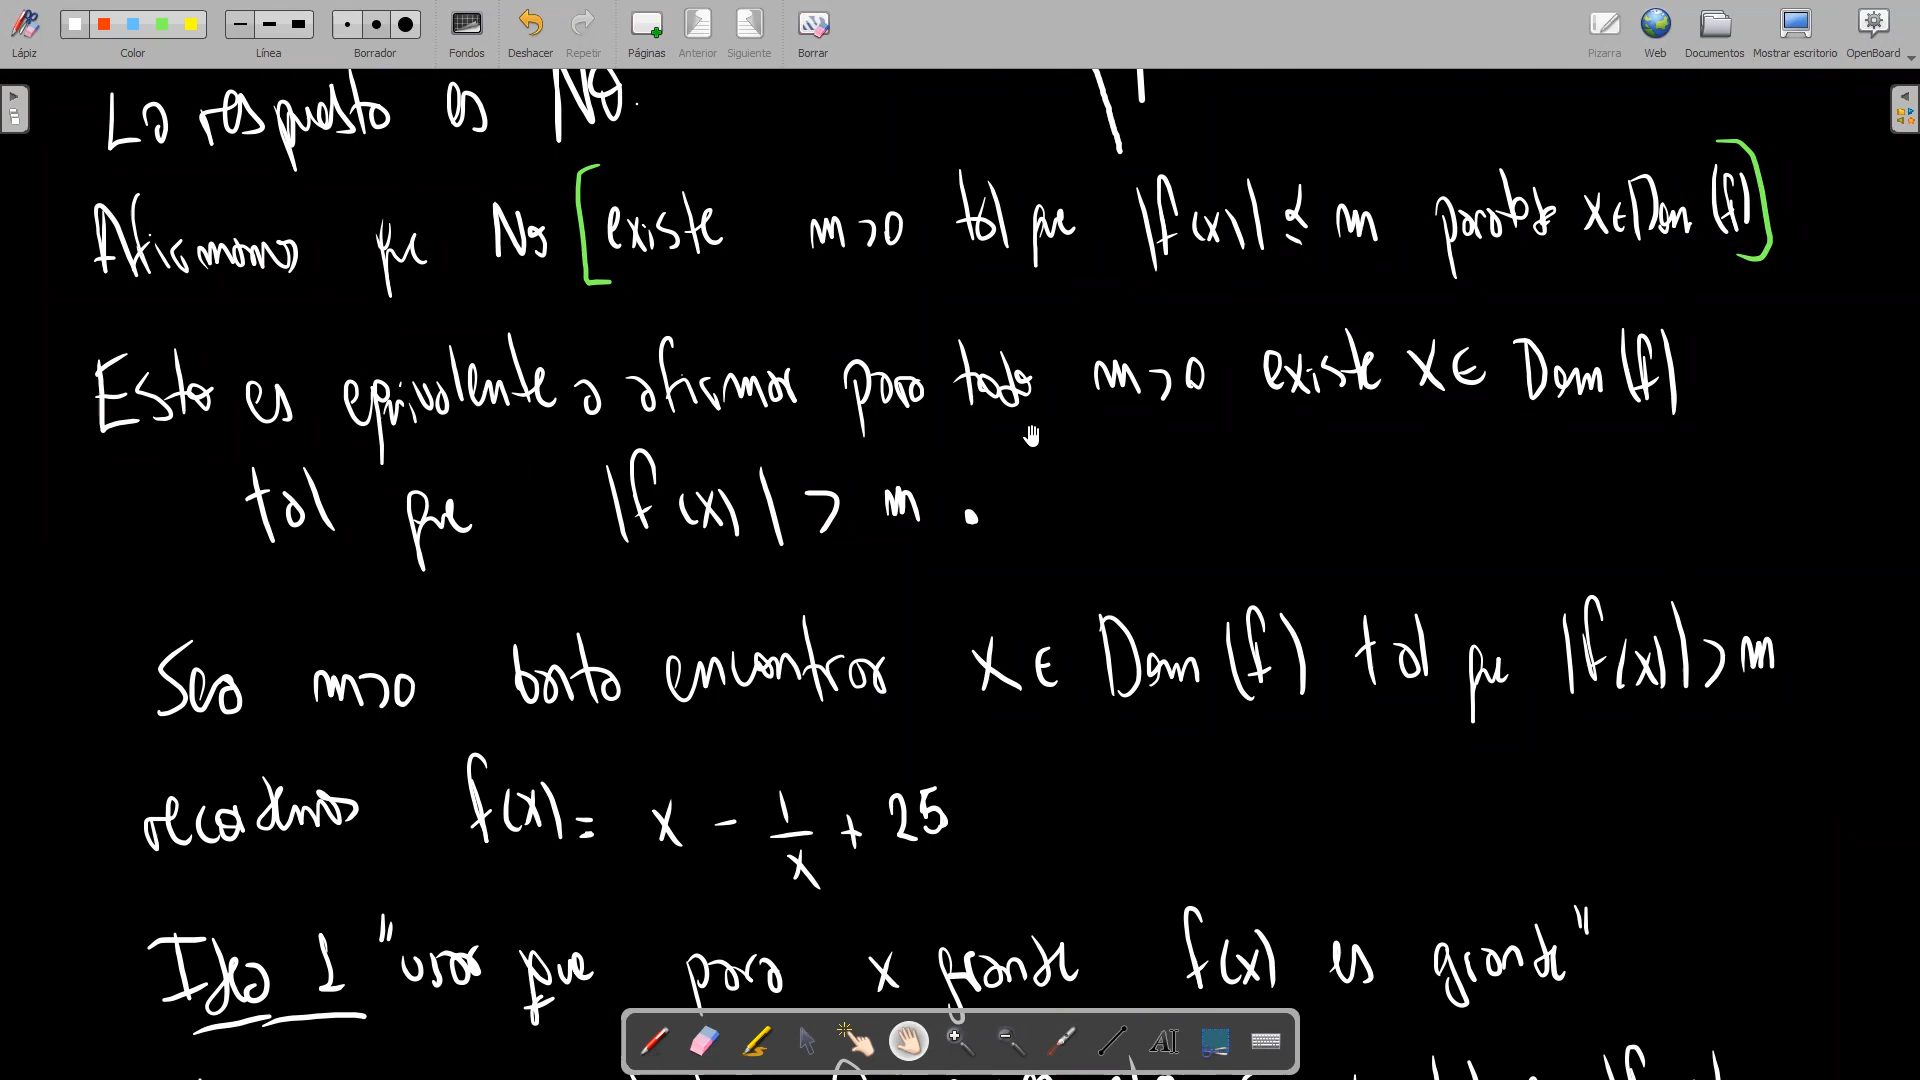 Lápiz Color Línea Borrador Fondos Deshacer Repetir Páginas Anterior Siguiente Borrar Pizarra Web Documentos Mostrar escritorio OpenBoard
La respuesta es No.
Afirmamos que No [existe m>0 tal que |f(x)| ≤ m para todo x∈Dom(f)]
Esto es equivalente a afirmar para todo m>0 existe x∈ Dom(f)
tal que |f(x)| > m.
Sea m>0 basta encontrar x∈ Dom(f) tal que |f(x)|>m
recordemos f(x)= x - 1/x + 25
Idea 1 "usar que para x grande f(x) es grande"